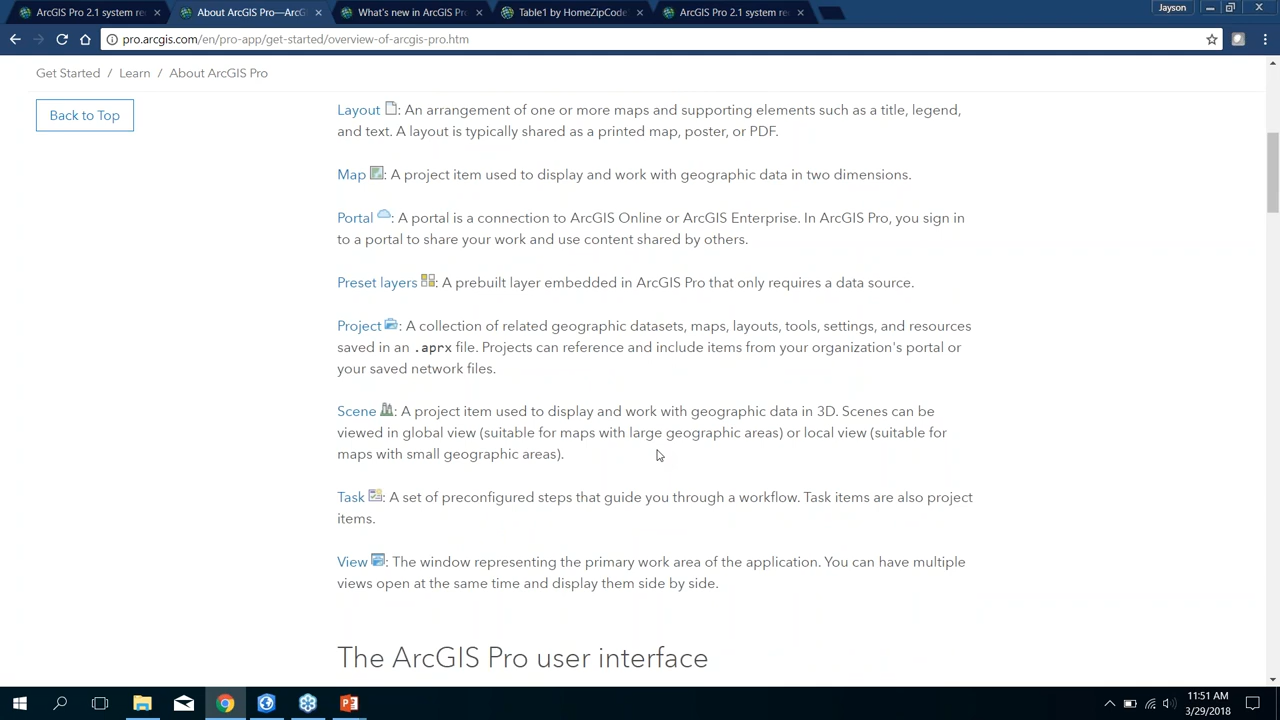 ArcGIS Pro 2.1 system rec
About ArcGIS Pro—ArcG
What's new in ArcGIS Pro
Table1 by HomeZipCode
ArcGIS Pro 2.1 system rec
Jayson
pro.arcgis.com/en/pro-app/get-started/overview-of-arcgis-pro.htm
Get Started / Learn / About ArcGIS Pro
Back to Top
Layout : An arrangement of one or more maps and supporting elements such as a title, legend,
and text. A layout is typically shared as a printed map, poster, or PDF.
Map : A project item used to display and work with geographic data in two dimensions.
Portal : A portal is a connection to ArcGIS Online or ArcGIS Enterprise. In ArcGIS Pro, you sign in
to a portal to share your work and use content shared by others.
Preset layers : A prebuilt layer embedded in ArcGIS Pro that only requires a data source.
Project : A collection of related geographic datasets, maps, layouts, tools, settings, and resources
saved in an .aprx file. Projects can reference and include items from your organization's portal or
your saved network files.
Scene : A project item used to display and work with geographic data in 3D. Scenes can be
viewed in global view (suitable for maps with large geographic areas) or local view (suitable for
maps with small geographic areas).
Task : A set of preconfigured steps that guide you through a workflow. Task items are also project
items.
View : The window representing the primary work area of the application. You can have multiple
views open at the same time and display them side by side.
The ArcGIS Pro user interface
11:51 AM
3/29/2018